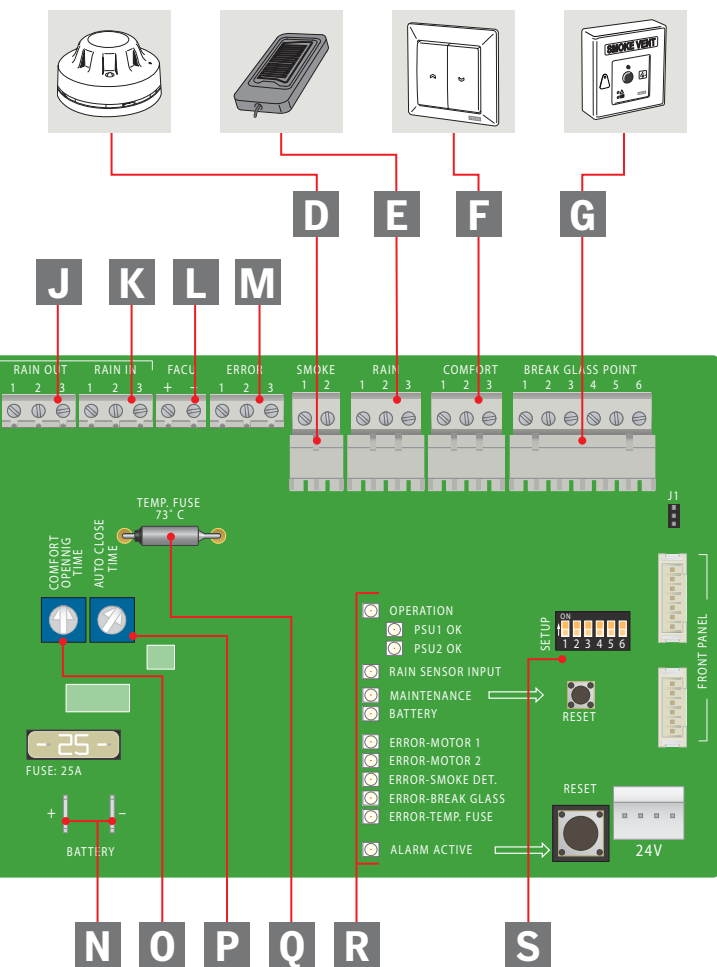 SMOKE VENT
D E F G
J K L M
RAIN OUT RAIN IN FACU ERROR SMOKE RAIN COMFORT BREAK GLASS POINT
1 2 3 1 2 3 + - 1 2 3 1 2 1 2 3 1 2 3 1 2 3 4 5 6
J1
TEMP. FUSE
73° C
COMFORT
OPENNIG
TIME
AUTO CLOSE
TIME
OPERATION
PSU1 OK
PSU2 OK
RAIN SENSOR INPUT
MAINTENANCE
BATTERY
ERROR-MOTOR 1
ERROR-MOTOR 2
ERROR-SMOKE DET.
ERROR-BREAK GLASS
ERROR-TEMP. FUSE
ALARM ACTIVE
SETUP
ON
1 2 3 4 5 6
RESET
FRONT PANEL
RESET
24V
- 25 -
FUSE: 25A
+ -
BATTERY
N O P Q R S